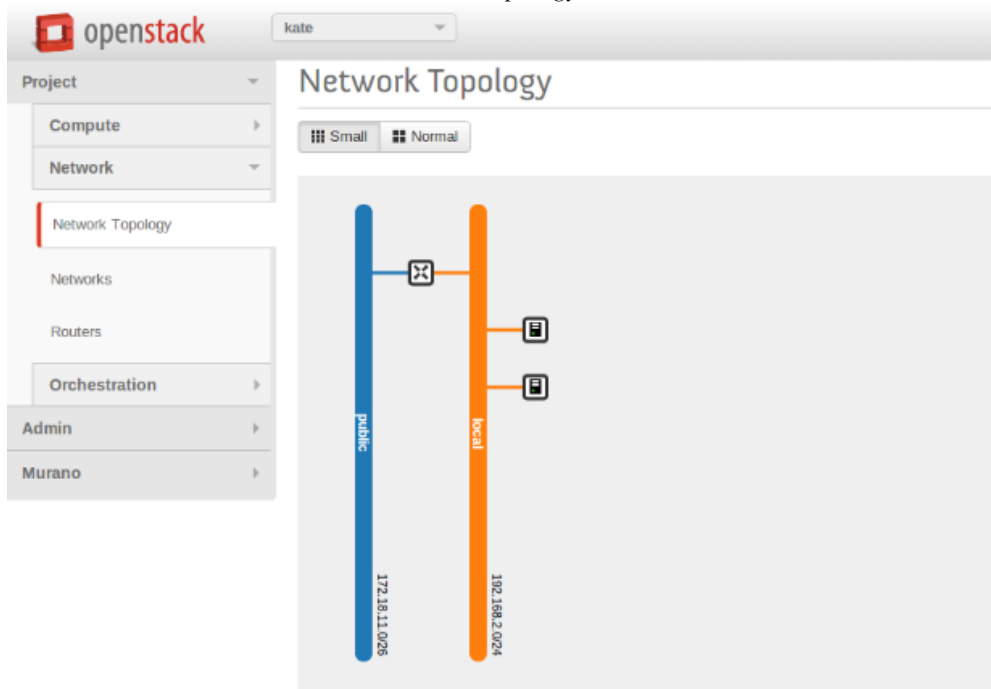 openstack
kate
Project
Compute
Network
Network Topology
Networks
Routers
Orchestration
Admin
Murano
Network Topology
Small
Normal
public
172.18.11.0/26
local
192.168.2.0/24